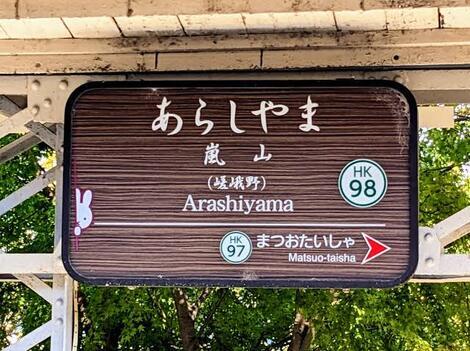 あらしやま
嵐山
(嵯峨野)
Arashiyama
HK
98
HK
97
まつおたいしゃ
Matsuo-taisha